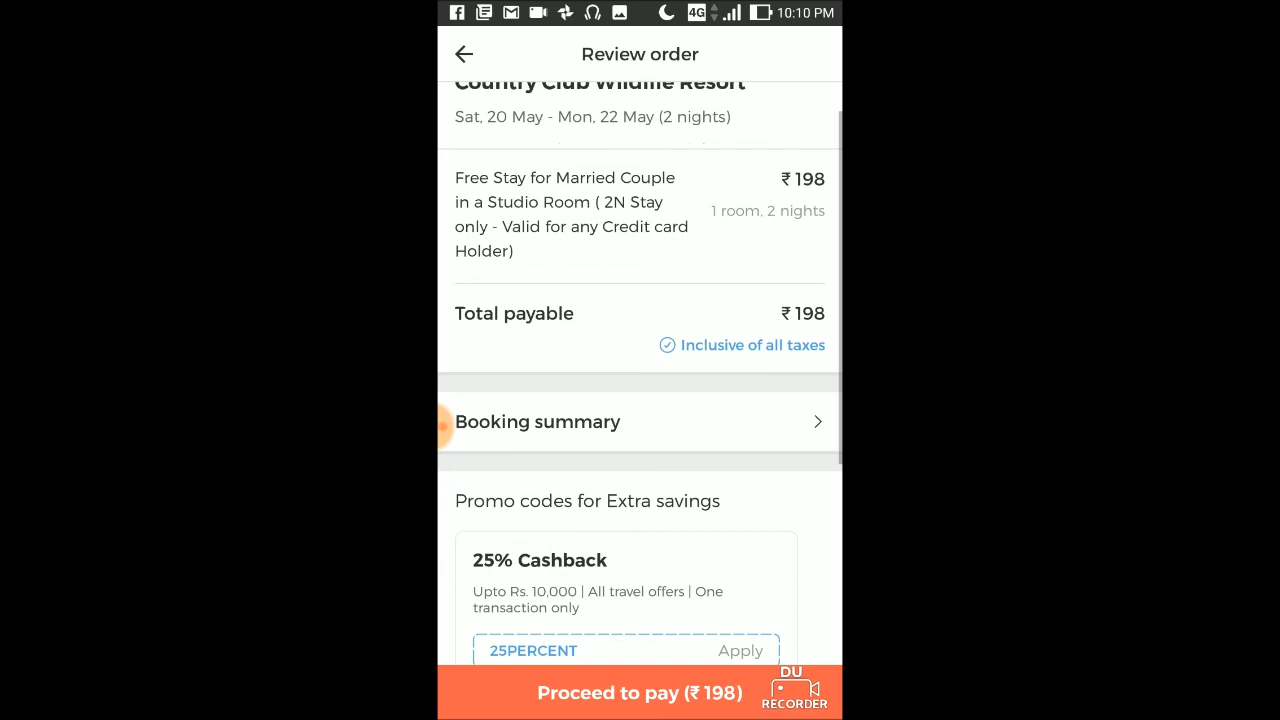 4G 10:10 PM
Review order
Country Club Wildlife Resort
Sat, 20 May - Mon, 22 May (2 nights)
Free Stay for Married Couple
in a Studio Room ( 2N Stay
only - Valid for any Credit card
Holder)
₹ 198
1 room, 2 nights
Total payable
₹ 198
Inclusive of all taxes
Booking summary
Promo codes for Extra savings
25% Cashback
Upto Rs. 10,000 | All travel offers | One
transaction only
25PERCENT
Apply
Proceed to pay (₹ 198)
DU
RECORDER